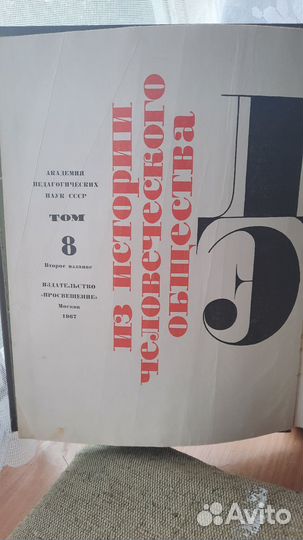 АКАДЕМИЯ
ПЕДАГОГИЧЕСКИХ
НАУК СССР
ТОМ
8
Второе издание
ИЗДАТЕЛЬСТВО
«ПРОСВЕЩЕНИЕ»
Москва
1967
ИЗ ИСТОРИИ
ЧЕЛОВЕЧЕСКОГО
ОБЩЕСТВА
Avito